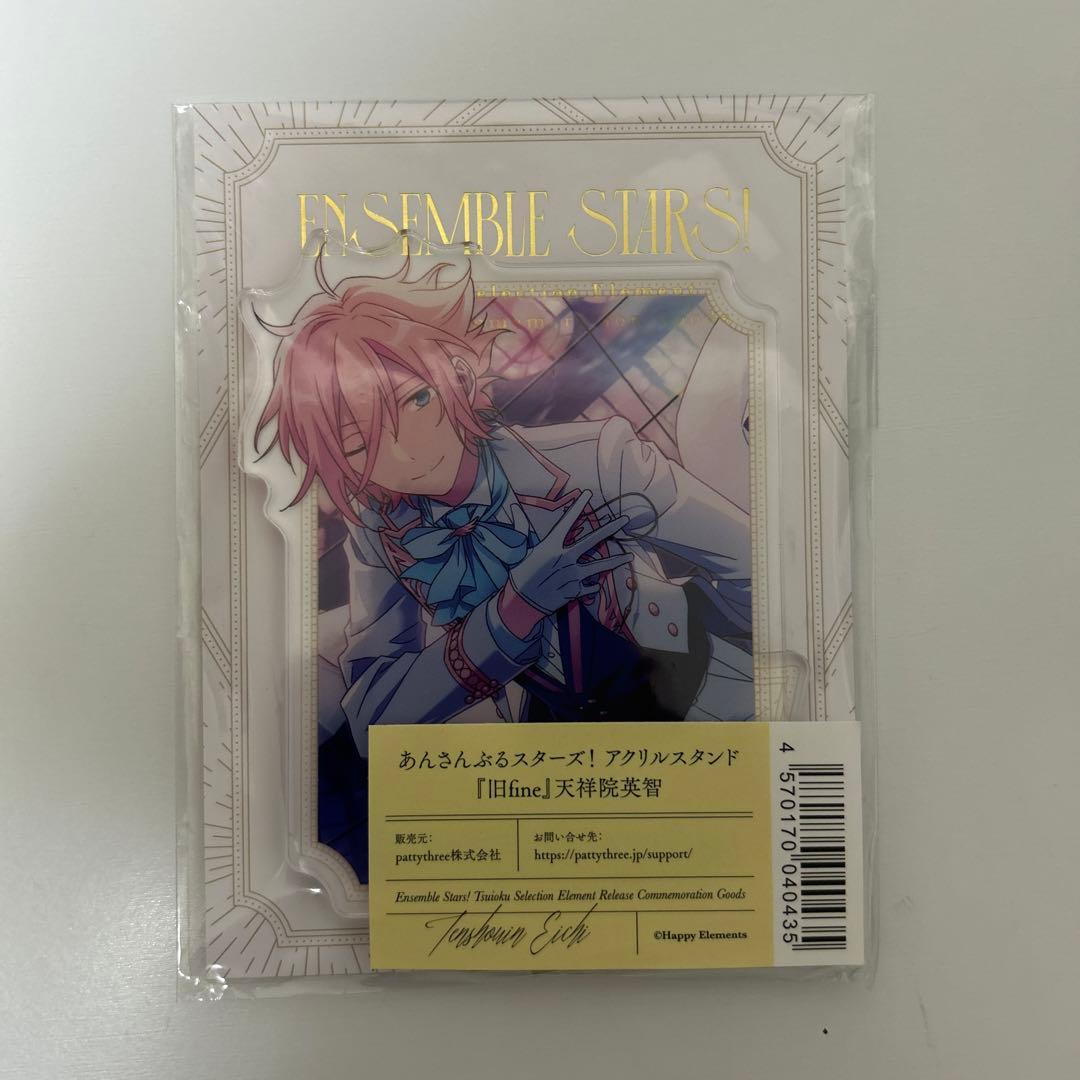 ENSEMBLE STARS!
Selection Element
あんさんぶるスターズ! アクリルスタンド
『旧fine』天祥院英智
販売元:
pattythree株式会社
お問い合せ先:
https://pattythree.jp/support/
Ensemble Stars! Tsuioku Selection Element Release Commemoration Goods
Tenshouin Eichi
©Happy Elements
4 570170 040435